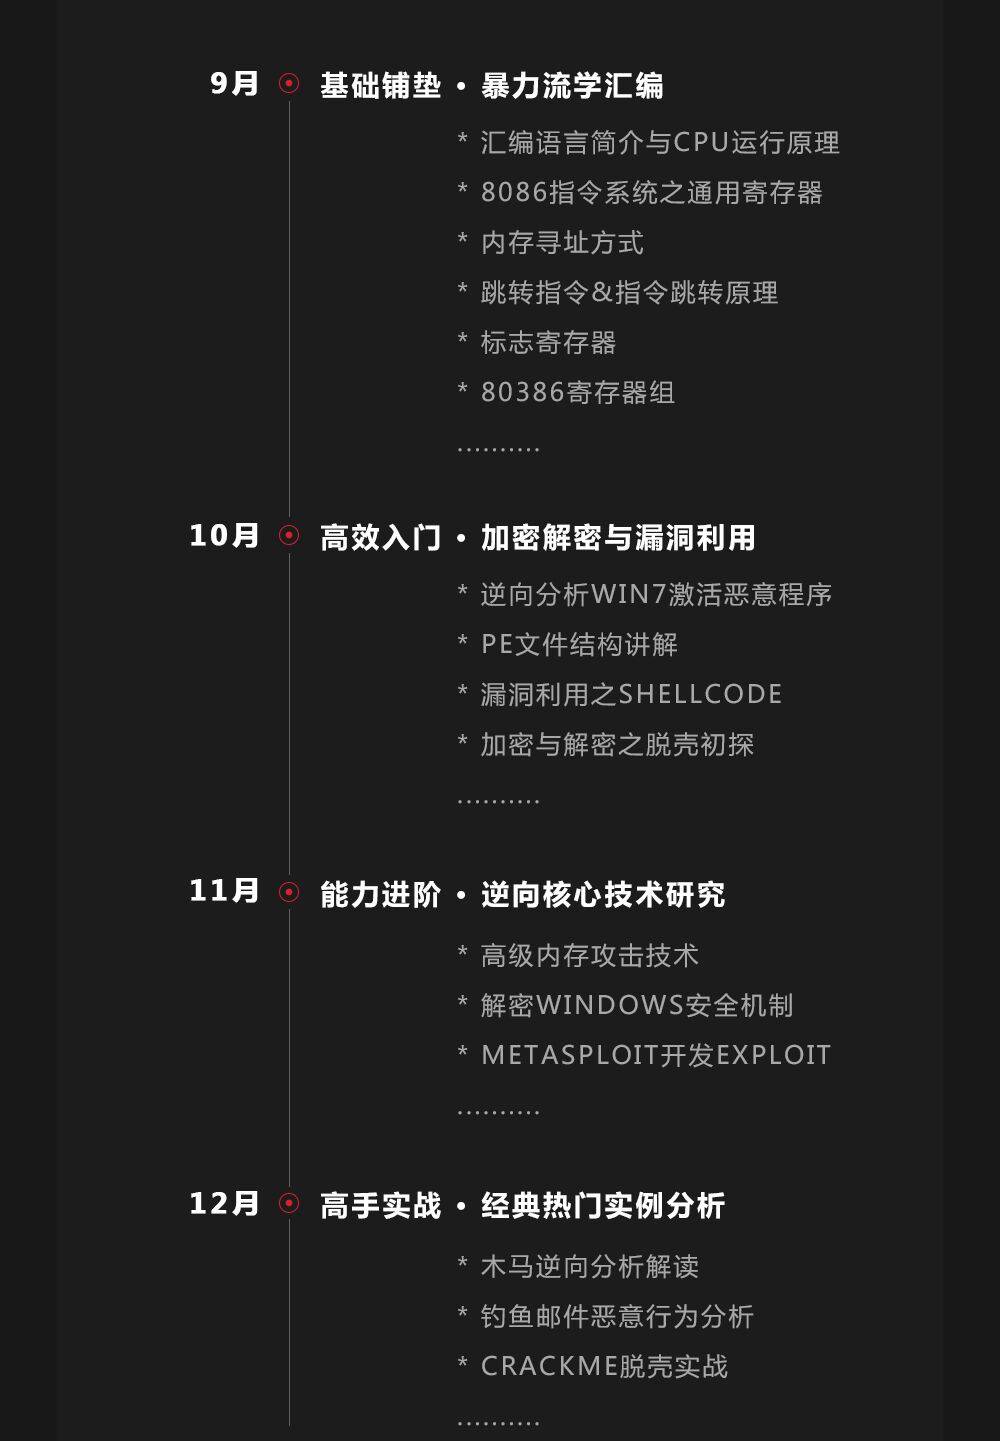 9月 基础铺垫 • 暴力流学汇编
* 汇编语言简介与CPU运行原理
* 8086指令系统之通用寄存器
* 内存寻址方式
* 跳转指令&指令跳转原理
* 标志寄存器
* 80386寄存器组
..........
10月 高效入门 • 加密解密与漏洞利用
* 逆向分析WIN7激活恶意程序
* PE文件结构讲解
* 漏洞利用之SHELLCODE
* 加密与解密之脱壳初探
..........
11月 能力进阶 • 逆向核心技术研究
* 高级内存攻击技术
* 解密WINDOWS安全机制
* METASPLOIT开发EXPLOIT
..........
12月 高手实战 • 经典热门实例分析
* 木马逆向分析解读
* 钓鱼邮件恶意行为分析
* CRACKME脱壳实战
..........